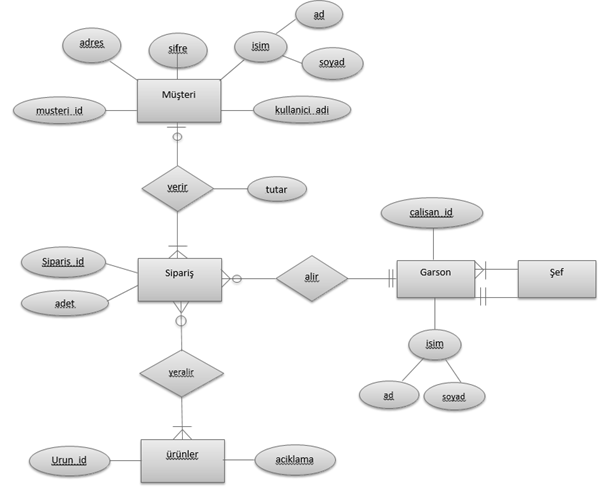 ad
adres
sifre
isim
soyad
Müşteri
musteri_id
kullanici_adi
verir
tutar
calisan_id
Siparis_id
Sipariş
alir
Garson
Şef
adet
isim
yeralir
ad
soyad
Urun_id
ürünler
aciklama